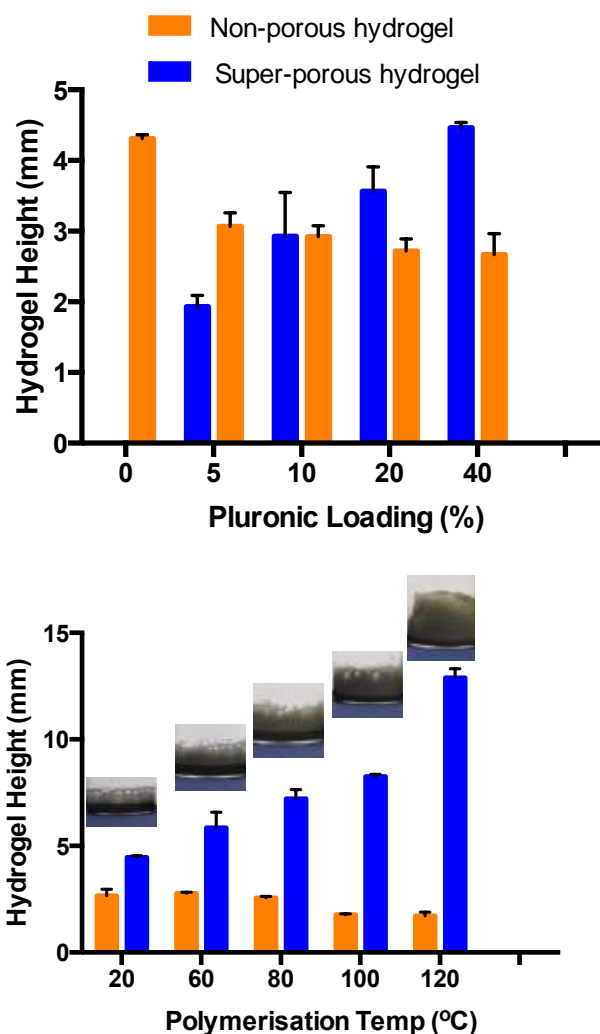 Non-porous hydrogel
Super-porous hydrogel
Hydrogel Height (mm)
5
4
3
2
1
0
0 5 10 20 40
Pluronic Loading (%)
Hydrogel Height (mm)
15
10
5
0
20 60 80 100 120
Polymerisation Temp (ºC)